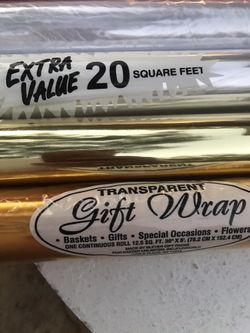 EXTRA
VALUE 20 SQUARE FEET
TRANSPARENT
Gift Wrap
• Baskets • Gifts • Special Occasions • Flowers
ONE CONTINUOUS ROLL 12.5 SQ. FT. 30" X 5' (76.2 CM X 152.4 CM)